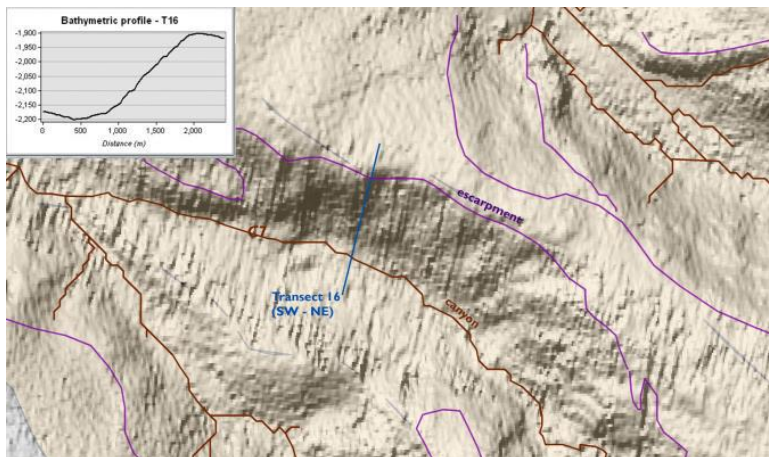 Bathymetric profile - T16
-1,900
-1,950
-2,000
-2,050
-2,100
-2,150
-2,200
0
500
1,000
1,500
2,000
Distance (m)
escarpment
C7
Transect 16
(SW - NE)
canyon